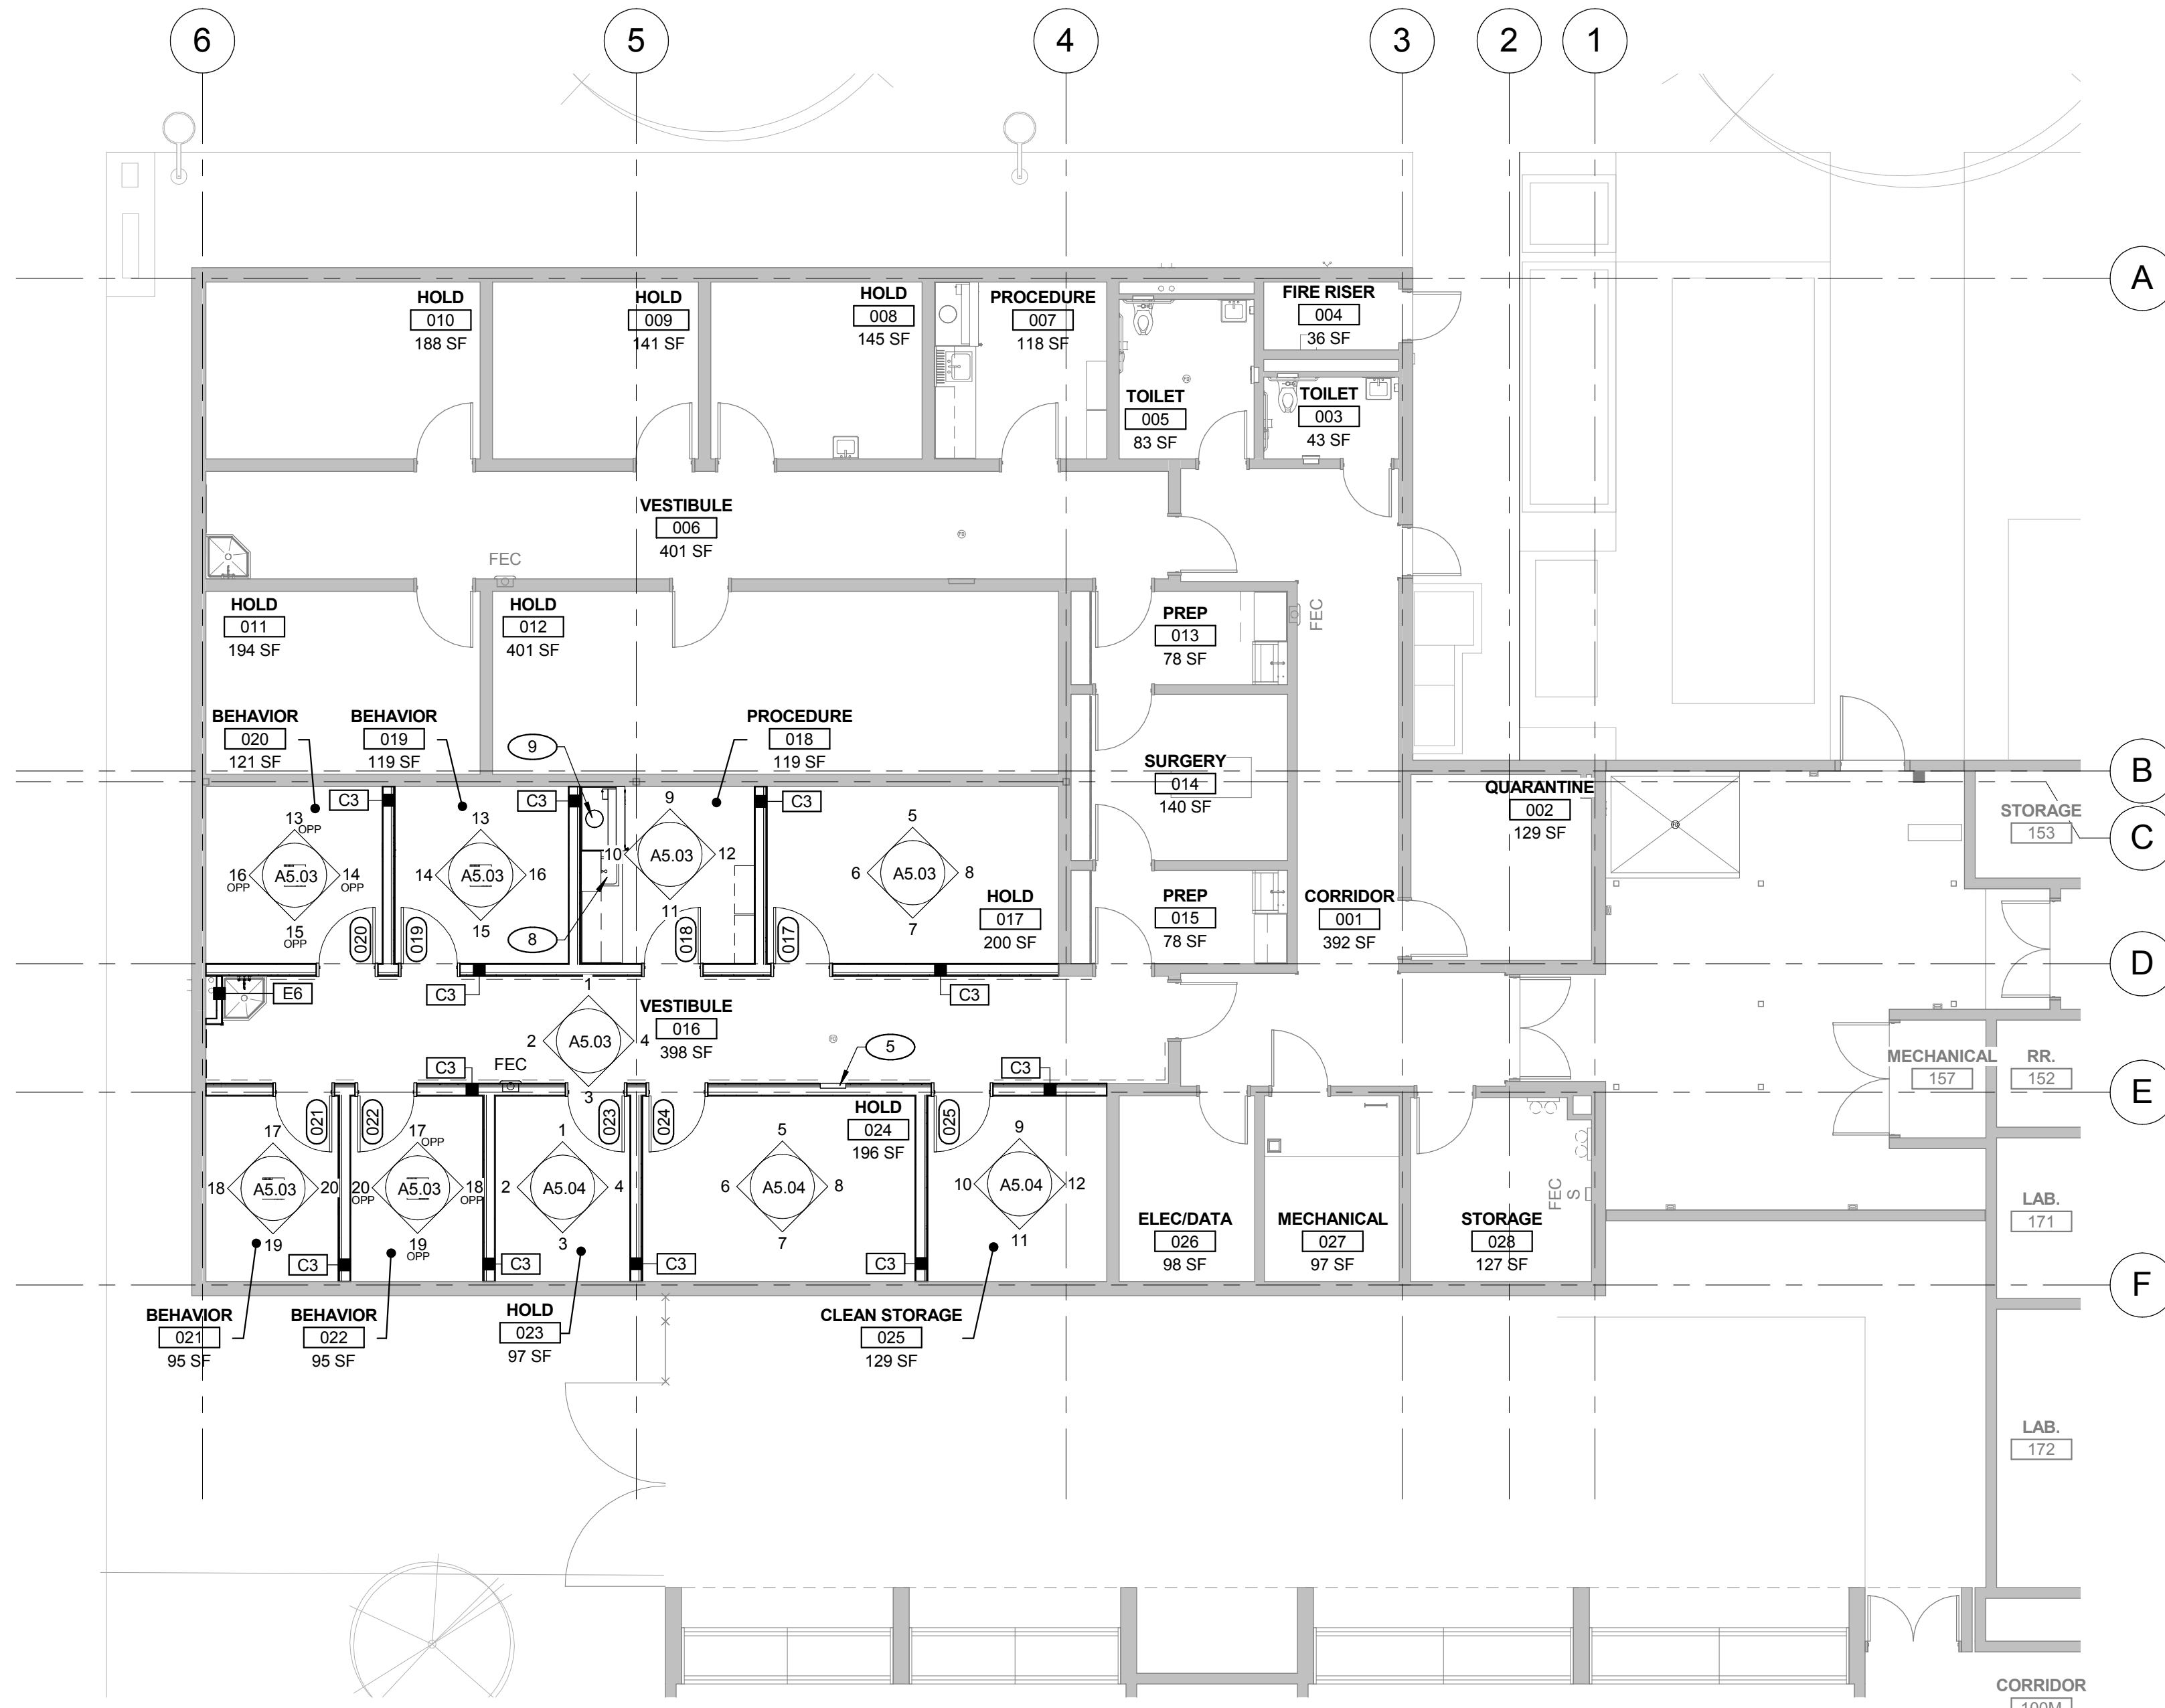 6
5
4
3
2
1
A
HOLD
010
188 SF
HOLD
009
141 SF
HOLD
008
145 SF
PROCEDURE
007
118 SF
FIRE RISER
004
36 SF
TOILET
005
83 SF
TOILET
003
43 SF
VESTIBULE
006
401 SF
FEC
HOLD
011
194 SF
HOLD
012
401 SF
PREP
013
78 SF
FEC
BEHAVIOR
020
121 SF
BEHAVIOR
019
119 SF
9
PROCEDURE
018
119 SF
SURGERY
014
140 SF
B
QUARANTINE
002
129 SF
STORAGE
153
C
C3
C3
C3
13
OPP
16
OPP
A5.03
14
OPP
15
OPP
13
14
A5.03
16
15
9
10
A5.03
12
11
5
6
A5.03
8
7
8
HOLD
017
200 SF
PREP
015
78 SF
CORRIDOR
001
392 SF
020
019
018
017
D
E6
C3
C3
1
2
A5.03
4
3
VESTIBULE
016
398 SF
5
C3
FEC
C3
MECHANICAL
157
RR.
152
E
021
022
023
024
025
HOLD
024
196 SF
17
18
A5.03
20
19
17
OPP
20
OPP
A5.03
18
OPP
19
OPP
1
2
A5.04
4
3
5
6
A5.04
8
7
9
10
A5.04
12
11
FEC
S
LAB.
171
ELEC/DATA
026
98 SF
MECHANICAL
027
97 SF
STORAGE
028
127 SF
C3
C3
C3
C3
F
BEHAVIOR
021
95 SF
BEHAVIOR
022
95 SF
HOLD
023
97 SF
CLEAN STORAGE
025
129 SF
LAB.
172
CORRIDOR
100M